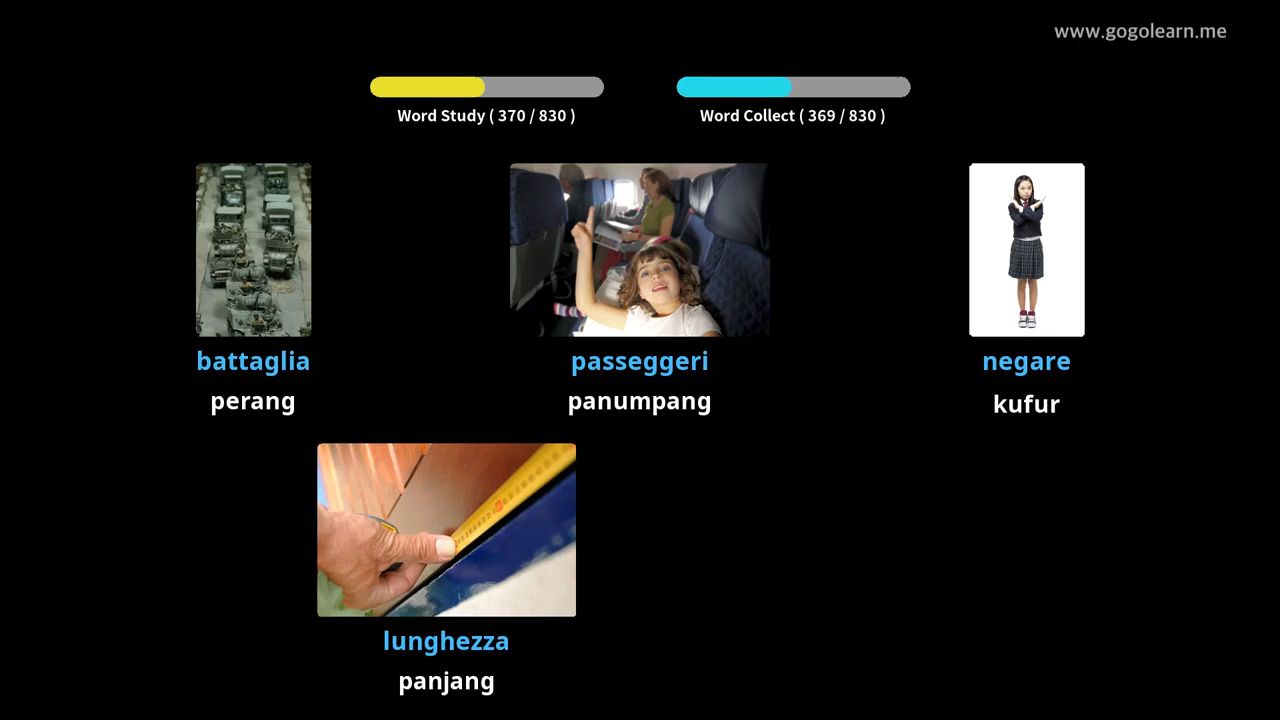 www.gogolearn.me
Word Study ( 370 / 830 )
Word Collect ( 369 / 830 )
battaglia
perang
passeggeri
panumpang
negare
kufur
lunghezza
panjang